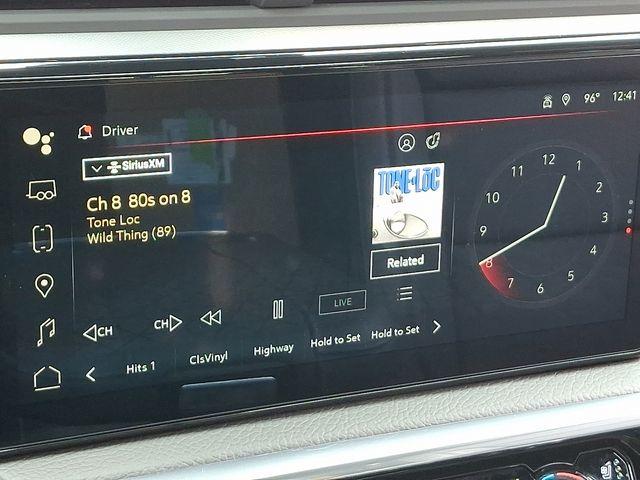 96° 12:41
Driver
SiriusXM
Ch 8 80s on 8
Tone Loc
Wild Thing (89)
TONE-LŌC
Related
12
1
2
3
4
5
6
7
8
9
10
11
CH
CH
LIVE
Hits 1
ClsVinyl
Highway
Hold to Set
Hold to Set